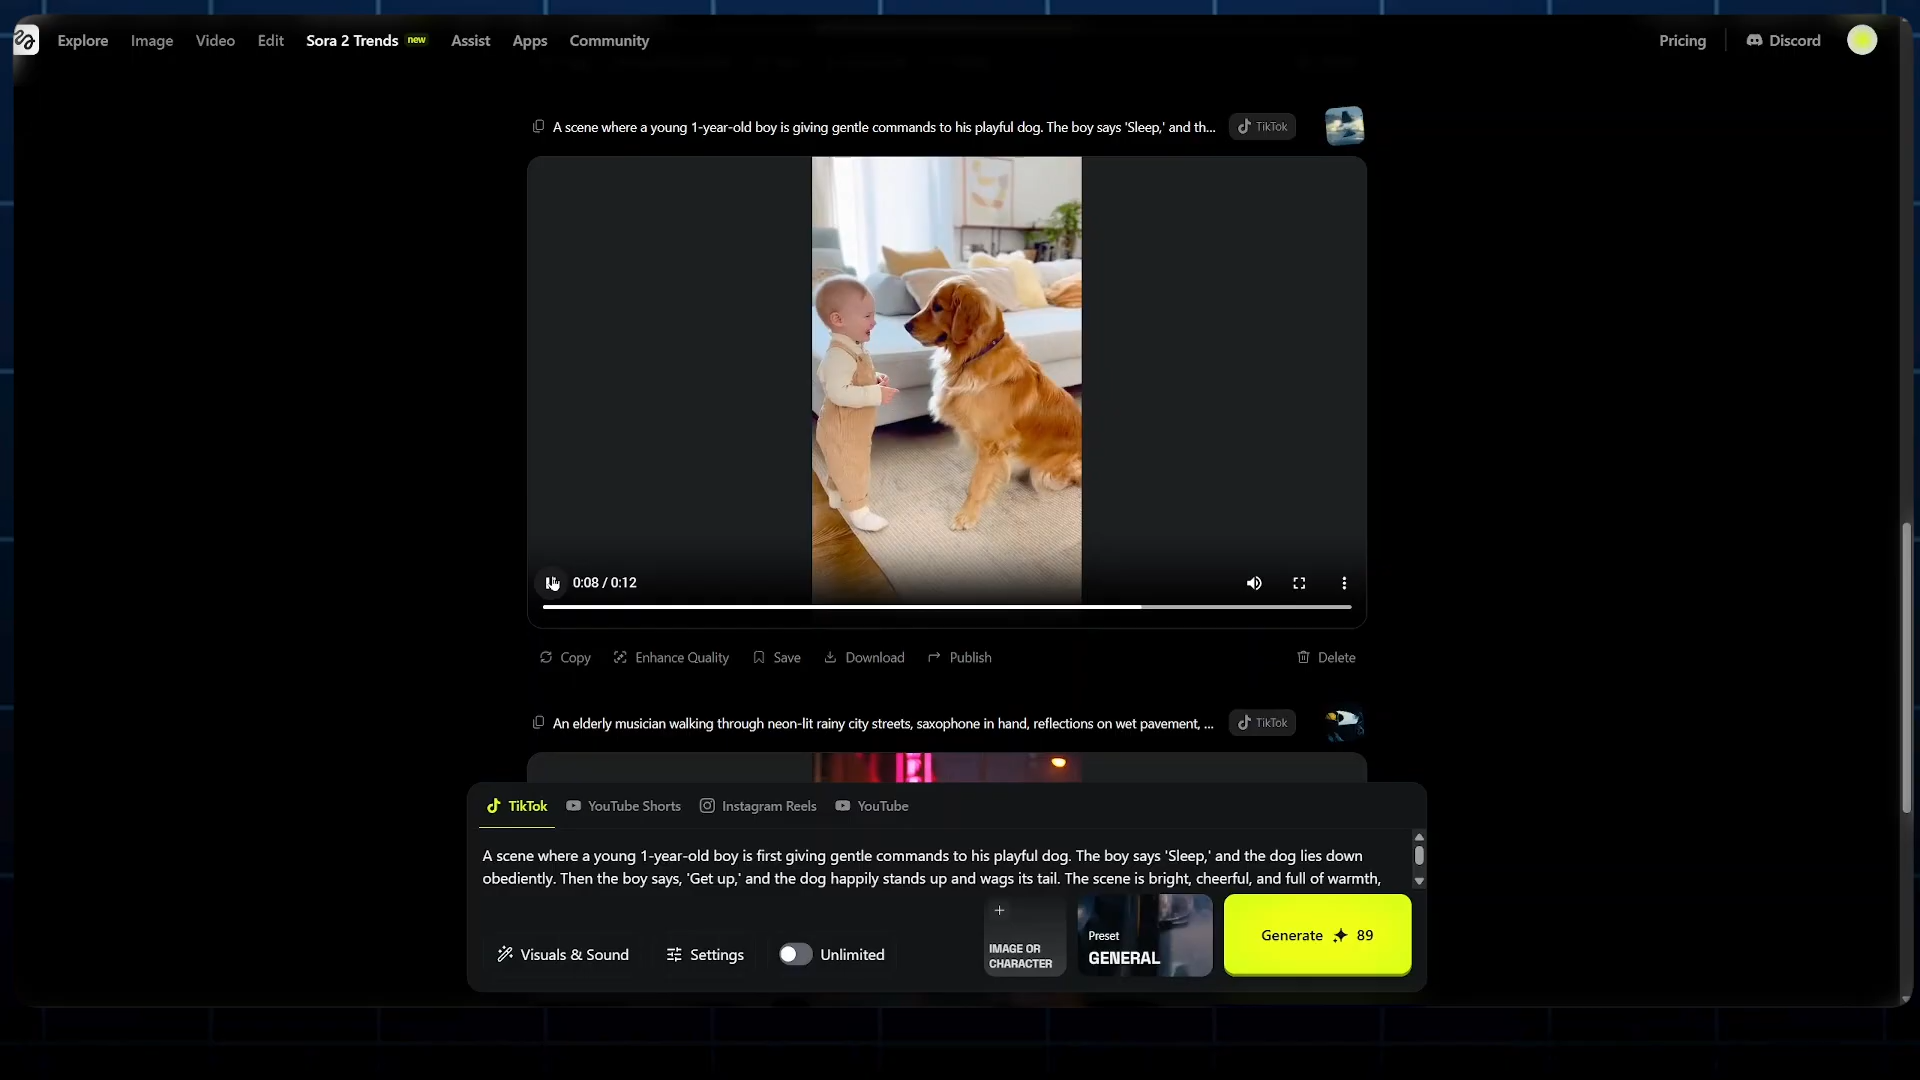 Explore Image Video Edit Sora 2 Trends new Assist Apps Community Pricing Discord
A scene where a young 1-year-old boy is giving gentle commands to his playful dog. The boy says 'Sleep,' and th... TikTok
0:08 / 0:12
Copy Enhance Quality Save Download Publish Delete
An elderly musician walking through neon-lit rainy city streets, saxophone in hand, reflections on wet pavement, ... TikTok
TikTok YouTube Shorts Instagram Reels YouTube
A scene where a young 1-year-old boy is first giving gentle commands to his playful dog. The boy says 'Sleep,' and the dog lies down
obediently. Then the boy says, 'Get up,' and the dog happily stands up and wags its tail. The scene is bright, cheerful, and full of warmth,
Visuals & Sound Settings Unlimited
IMAGE OR
CHARACTER
Preset
GENERAL
Generate 89